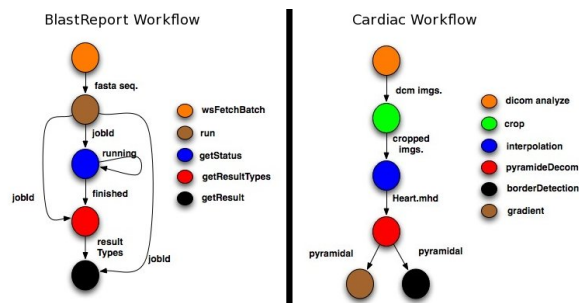 BlastReport Workflow
fasta seq.
jobId
running
finished
jobId
result
Types
jobId
wsFetchBatch
run
getStatus
getResultTypes
getResult
Cardiac Workflow
dcm imgs.
cropped
imgs.
Heart.mhd
pyramidal
pyramidal
dicom analyze
crop
interpolation
pyramideDecom
borderDetection
gradient